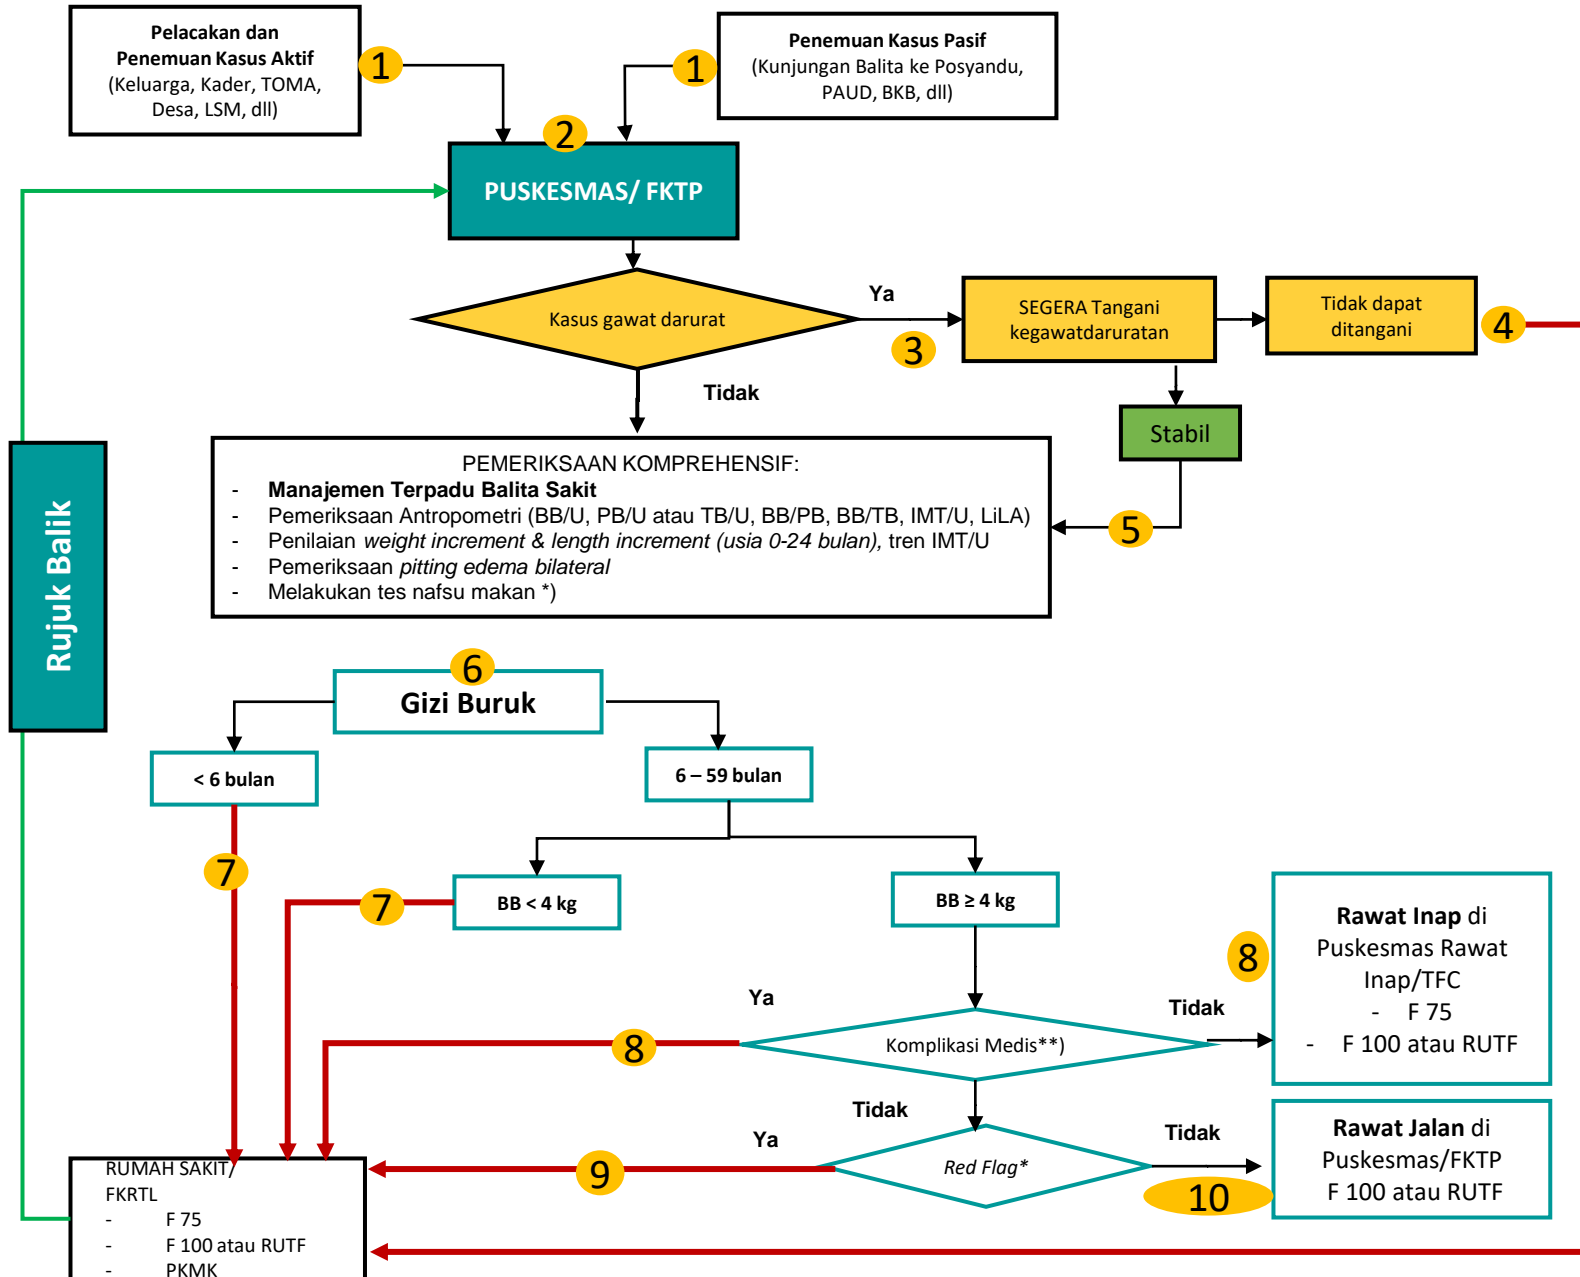 Pelacakan dan
Penemuan Kasus Aktif
(Keluarga, Kader, TOMA,
Desa, LSM, dll)
1
1
Penemuan Kasus Pasif
(Kunjungan Balita ke Posyandu,
PAUD, BKB, dll)
2
PUSKESMAS/ FKTP
Kasus gawat darurat
Ya
3
SEGERA Tangani
kegawatdaruratan
Tidak dapat
ditangani
4
Tidak
Stabil
5
PEMERIKSAAN KOMPREHENSIF:
- Manajemen Terpadu Balita Sakit
- Pemeriksaan Antropometri (BB/U, PB/U atau TB/U, BB/PB, BB/TB, IMT/U, LiLA)
- Penilaian weight increment & length increment (usia 0-24 bulan), tren IMT/U
- Pemeriksaan pitting edema bilateral
- Melakukan tes nafsu makan *)
Rujuk Balik
6
Gizi Buruk
< 6 bulan
6 – 59 bulan
7
7
BB < 4 kg
BB ≥ 4 kg
8
Rawat Inap di
Puskesmas Rawat
Inap/TFC
- F 75
- F 100 atau RUTF
Ya
Tidak
8
Komplikasi Medis**)
Tidak
Ya
Tidak
9
Red Flag*
10
Rawat Jalan di
Puskesmas/FKTP
F 100 atau RUTF
RUMAH SAKIT/
FKRTL
- F 75
- F 100 atau RUTF
- PKMK